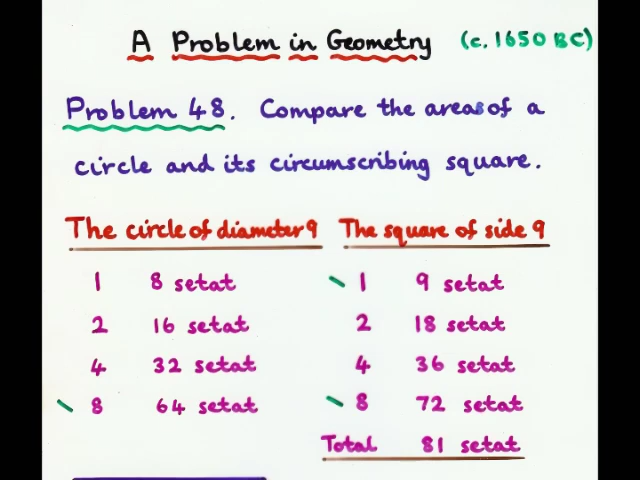 A Problem in Geometry (c. 1650 BC)
Problem 48. Compare the areas of a
circle and its circumscribing square.
The circle of diameter 9 The square of side 9
1 8 setat \ 1 9 setat
2 16 setat 2 18 setat
4 32 setat 4 36 setat
\ 8 64 setat \ 8 72 setat
Total 81 setat